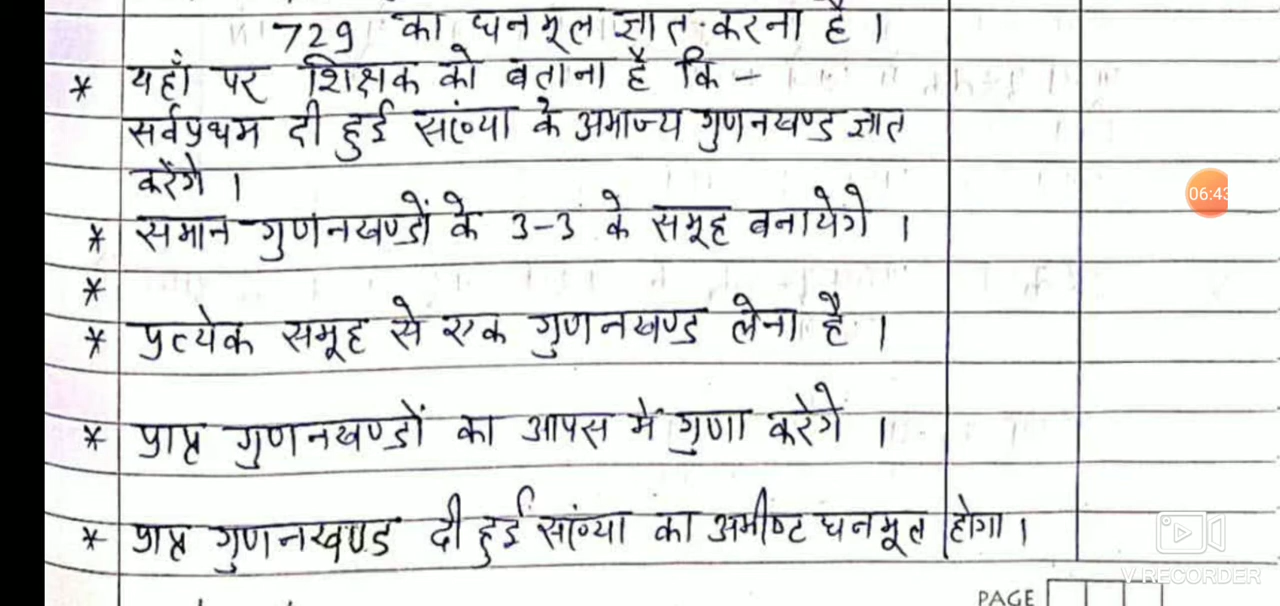 729 का घनमूल ज्ञात करना है ।
* यहाँ पर शिक्षक को बताना है कि -
सर्वप्रथम दी हुई संख्या के अभाज्य गुणनखण्ड ज्ञात
करेंगे ।
* समान गुणनखण्डों के 3-3 के समूह बनायेगे ।
*
* प्रत्येक समूह से एक गुणनखण्ड लेना है ।
* प्राप्त गुणनखण्डों का आपस मे गुणा करेगे ।
* प्राप्त गुणनखण्ड दी हुई संख्या का अभीष्ट घनमूल होगा ।
06:43
V RECORDER
PAGE